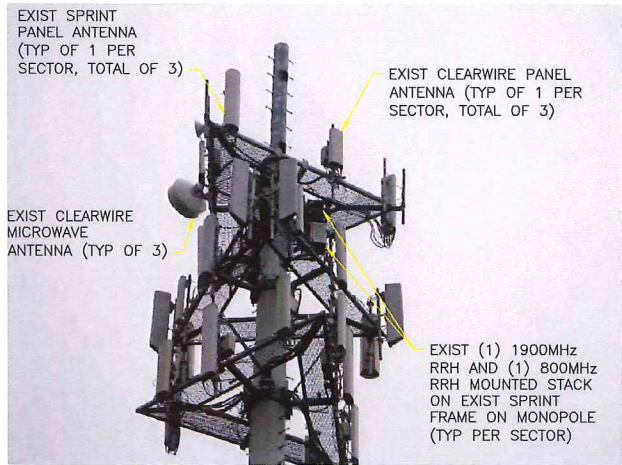 EXIST SPRINT
PANEL ANTENNA
(TYP OF 1 PER
SECTOR, TOTAL OF 3)
EXIST CLEARWIRE PANEL
ANTENNA (TYP OF 1 PER
SECTOR, TOTAL OF 3)
EXIST CLEARWIRE
MICROWAVE
ANTENNA (TYP OF 3)
EXIST (1) 1900MHz
RRH AND (1) 800MHz
RRH MOUNTED STACK
ON EXIST SPRINT
FRAME ON MONOPOLE
(TYP PER SECTOR)